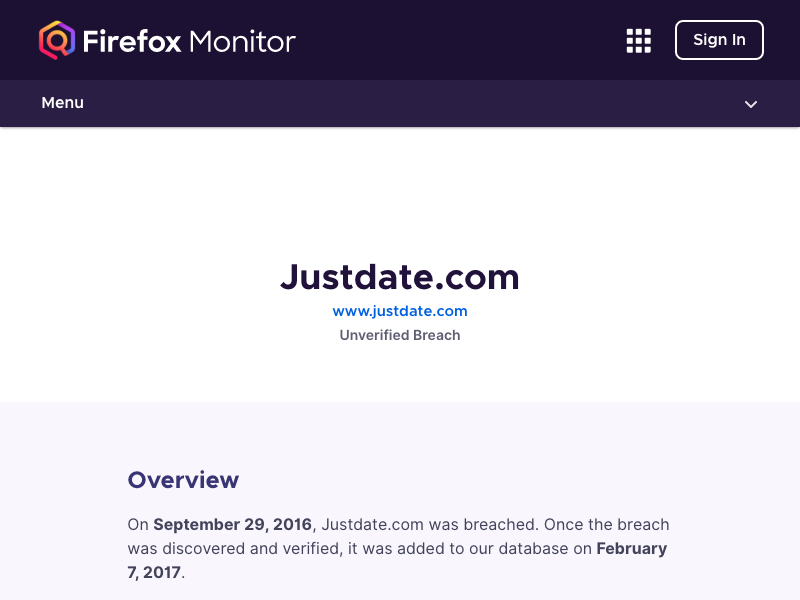 Firefox Monitor
Sign In
Menu
Justdate.com
www.justdate.com
Unverified Breach
Overview
On September 29, 2016, Justdate.com was breached. Once the breach
was discovered and verified, it was added to our database on February
7, 2017.